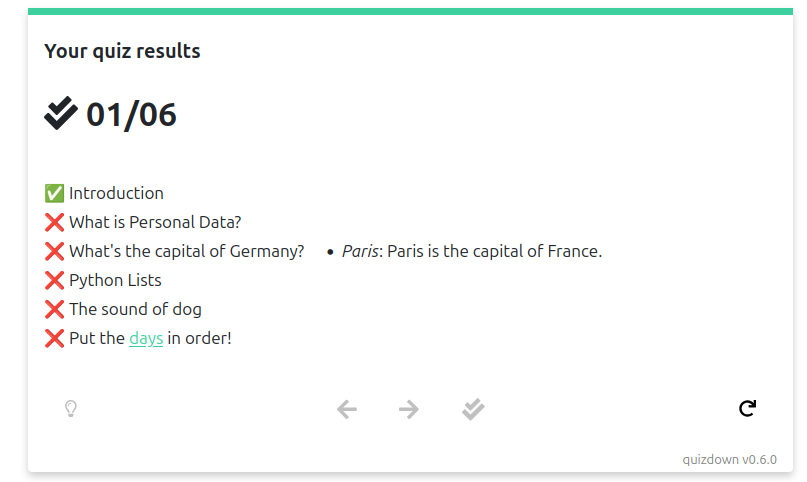 Your quiz results
01/06
✅ Introduction
❌ What is Personal Data?
❌ What's the capital of Germany? • Paris: Paris is the capital of France.
❌ Python Lists
❌ The sound of dog
❌ Put the days in order!
quizdown v0.6.0